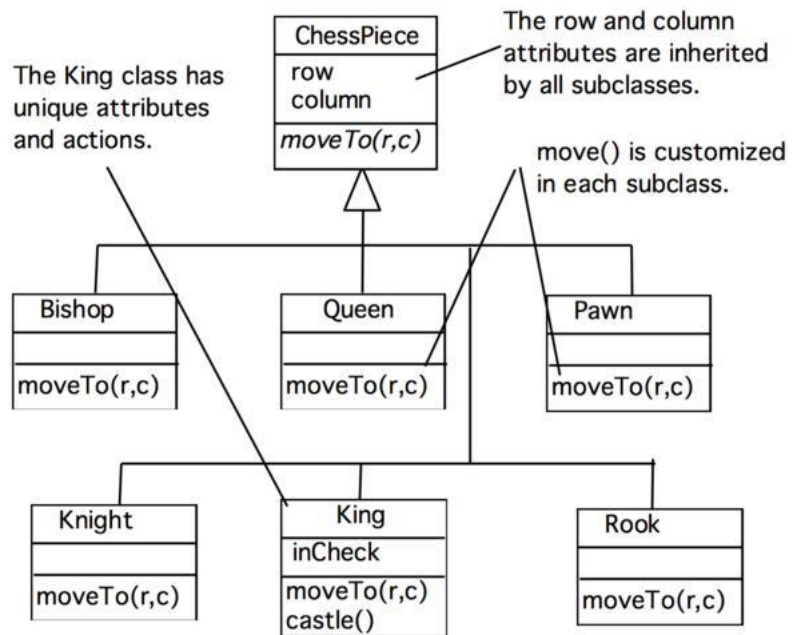 ChessPiece
row
column
moveTo(r,c)
The row and column
attributes are inherited
by all subclasses.
The King class has
unique attributes
and actions.
move() is customized
in each subclass.
Bishop
moveTo(r,c)
Queen
moveTo(r,c)
Pawn
moveTo(r,c)
Knight
moveTo(r,c)
King
inCheck
moveTo(r,c)
castle()
Rook
moveTo(r,c)